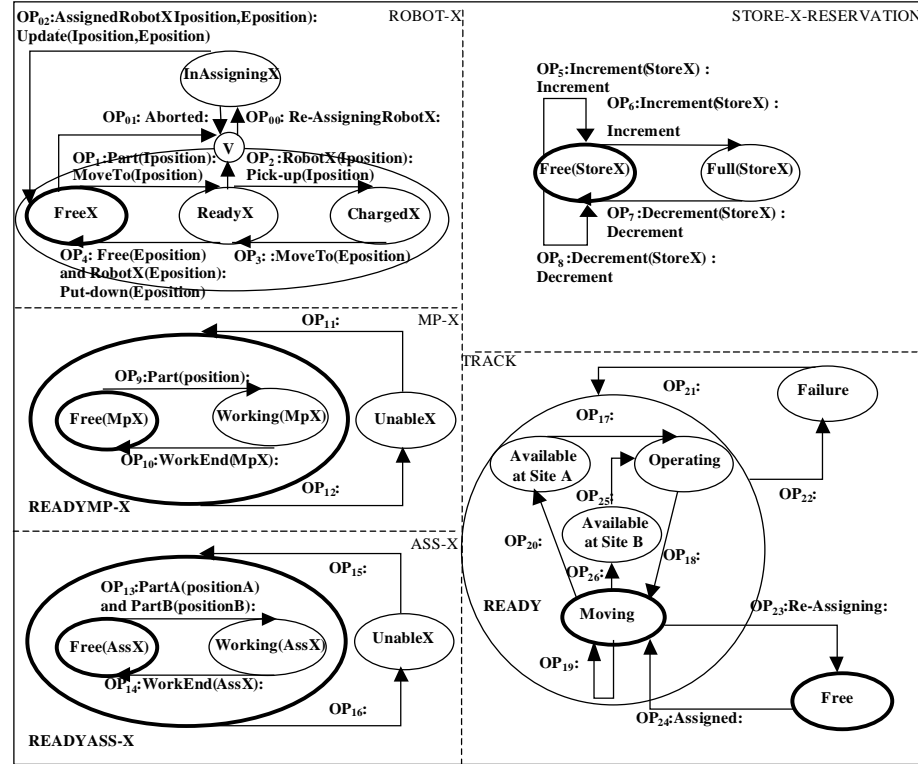 OP02:AssignedRobotX Iposition,Eposition):
Update(Iposition,Eposition)
ROBOT-X
InAssigningX
OP01: Aborted:
OP00: Re-AssigningRobotX:
V
OP1:Part(Iposition):
MoveTo(Iposition)
OP2:RobotX(Iposition):
Pick-up(Iposition)
FreeX
ReadyX
ChargedX
OP4: Free(Eposition)
and RobotX(Eposition):
Put-down(Eposition)
OP3: :MoveTo(Eposition)
STORE-X-RESERVATION
OP5:Increment(StoreX) :
Increment
OP6:Increment(StoreX) :
Increment
Free(StoreX)
Full(StoreX)
OP7:Decrement(StoreX) :
Decrement
OP8:Decrement(StoreX) :
Decrement
MP-X
OP11:
OP9:Part(position):
Free(MpX)
Working(MpX)
UnableX
OP10:WorkEnd(MpX):
OP12:
READYMP-X
ASS-X
OP15:
OP13:PartA(positionA)
and PartB(positionB):
Free(AssX)
Working(AssX)
UnableX
OP14:WorkEnd(AssX):
OP16:
READYASS-X
TRACK
OP21:
Failure
OP17:
Available
at Site A
Operating
OP22:
OP25:
Available
at Site B
OP20:
OP18:
OP26:
READY
Moving
OP23:Re-Assigning:
OP19:
Free
OP24:Assigned: